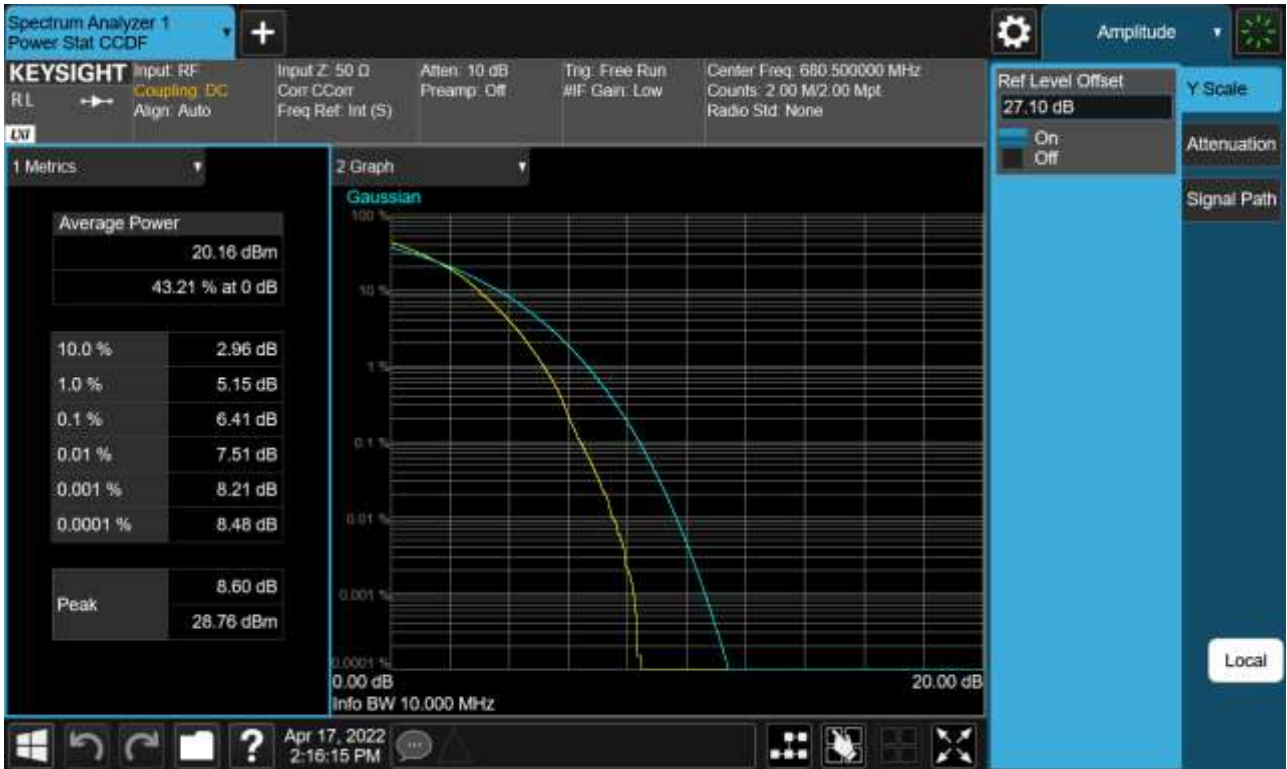 Spectrum Analyzer 1
Power Stat CCDF
Amplitude
KEYSIGHT
RL
LXI
Input: RF
Coupling: DC
Align: Auto
Input Z: 50 Ω
Corr CCorr
Freq Ref: Int (S)
Atten: 10 dB
Preamp: Off
Trig: Free Run
#IF Gain: Low
Center Freq: 680.500000 MHz
Counts: 2.00 M/2.00 Mpt
Radio Std: None
Ref Level Offset
27.10 dB
On
Off
Y Scale
Attenuation
Signal Path
Local
1 Metrics
Average Power
20.16 dBm
43.21 % at 0 dB
10.0 % 2.96 dB
1.0 % 5.15 dB
0.1 % 6.41 dB
0.01 % 7.51 dB
0.001 % 8.21 dB
0.0001 % 8.48 dB
Peak
8.60 dB
28.76 dBm
2 Graph
Gaussian
100 %
10 %
1 %
0.1 %
0.01 %
0.001 %
0.0001 %
0.00 dB 20.00 dB
Info BW 10.000 MHz
?
Apr 17, 2022
2:16:15 PM